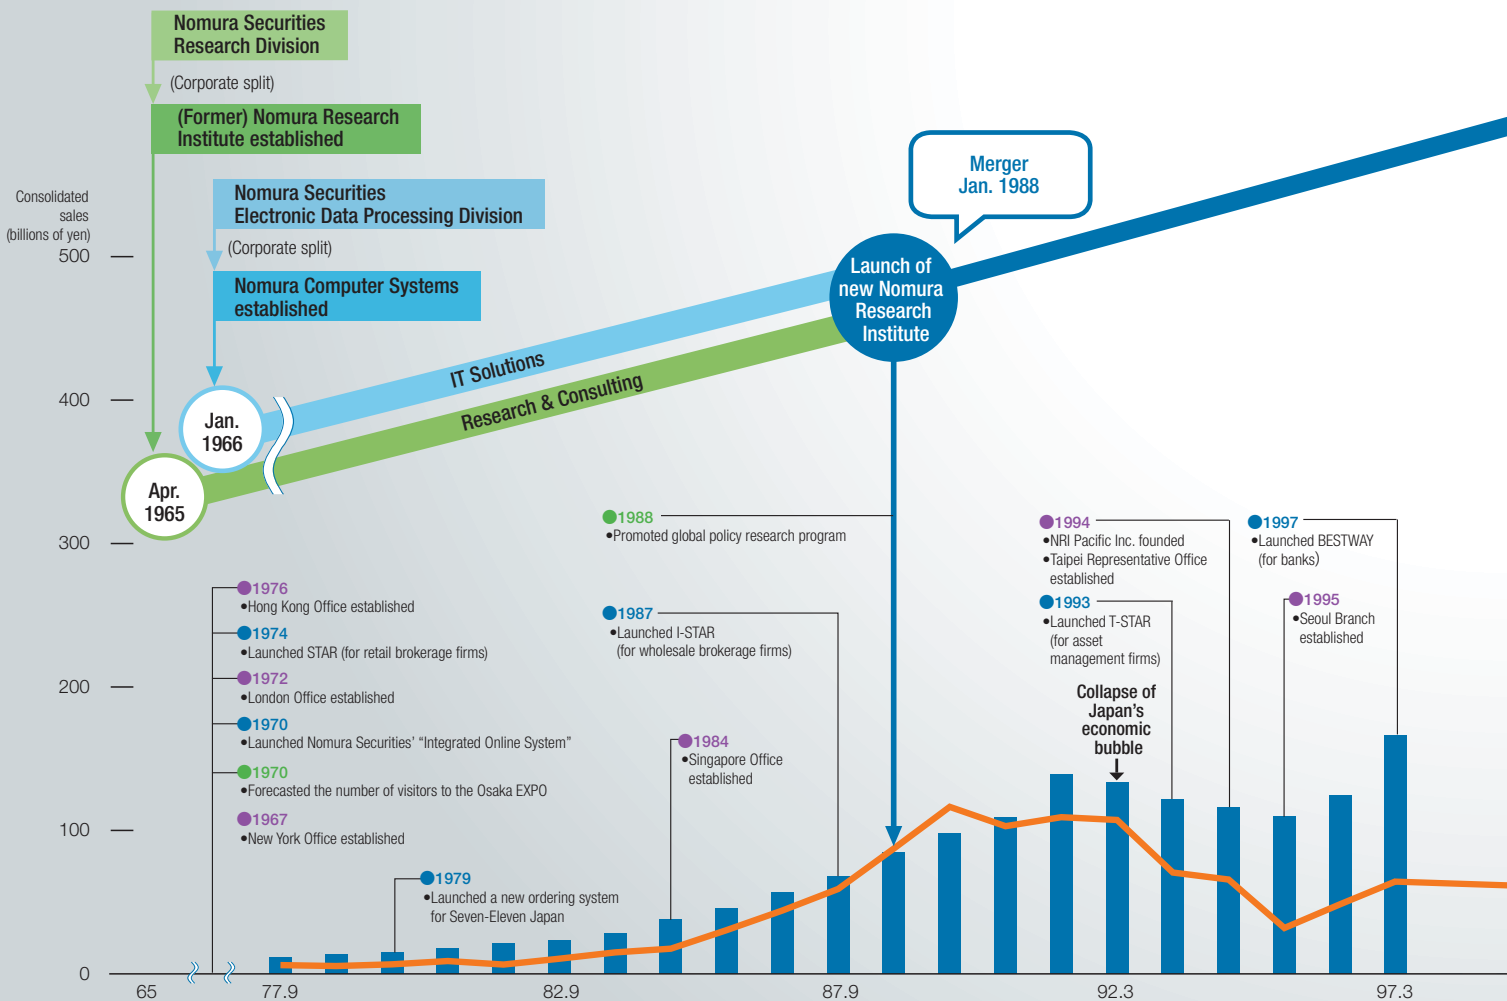 Nomura Securities
Research Division
(Corporate split)
(Former) Nomura Research
Institute established
Nomura Securities
Electronic Data Processing Division
(Corporate split)
Nomura Computer Systems
established
Merger
Jan. 1988
Launch of
new Nomura
Research
Institute
IT Solutions
Research & Consulting
Jan.
1966
Apr.
1965
Consolidated
sales
(billions of yen)
500
400
300
200
100
0
1976
•Hong Kong Office established
1974
•Launched STAR (for retail brokerage firms)
1972
•London Office established
1970
•Launched Nomura Securities’ “Integrated Online System”
1970
•Forecasted the number of visitors to the Osaka EXPO
1967
•New York Office established
1979
•Launched a new ordering system
for Seven-Eleven Japan
1988
•Promoted global policy research program
1987
•Launched I-STAR
(for wholesale brokerage firms)
1984
•Singapore Office
established
1994
•NRI Pacific Inc. founded
•Taipei Representative Office
established
1993
•Launched T-STAR
(for asset
management firms)
Collapse of
Japan’s
economic
bubble
1997
•Launched BESTWAY
(for banks)
1995
•Seoul Branch
established
65
77.9
82.9
87.9
92.3
97.3